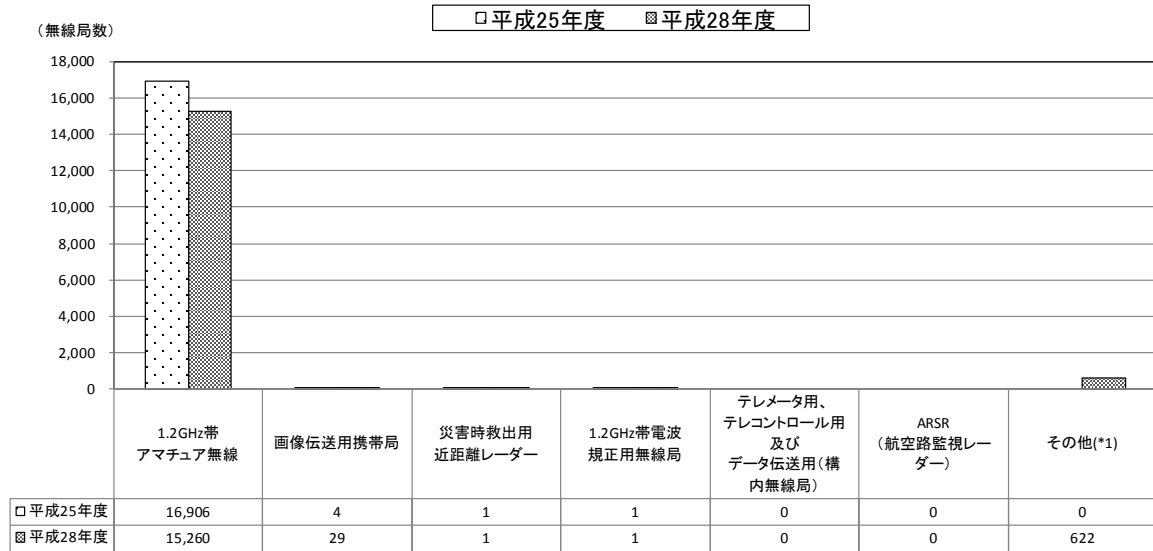 □平成25年度 ▩平成28年度
（無線局数）
18,000
16,000
14,000
12,000
10,000
8,000
6,000
4,000
2,000
0
1.2GHz帯
アマチュア無線
画像伝送用携帯局
災害時救出用
近距離レーダー
1.2GHz帯電波
規正用無線局
テレメータ用、
テレコントロール用
及び
データ伝送用（構
内無線局）
ARSR
（航空路監視レー
ダー）
その他(*1)
□平成25年度 16,906 4 1 1 0 0 0
▩平成28年度 15,260 29 1 1 0 0 622